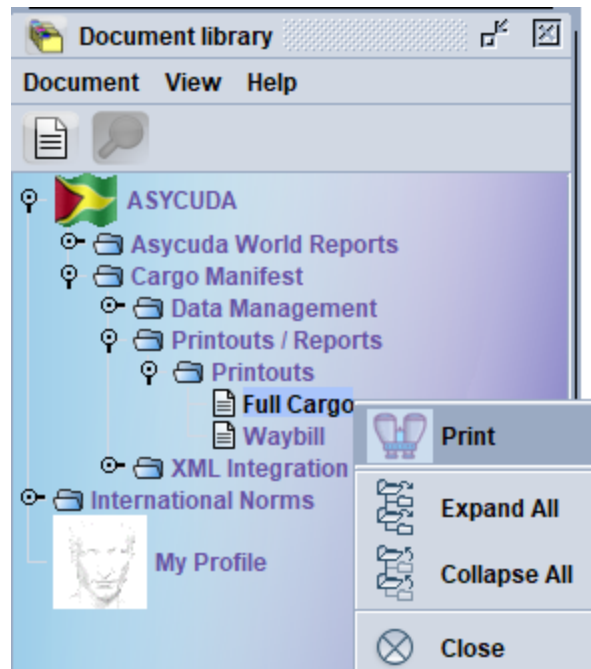 Document library
Document View Help
ASYCUDA
Asycuda World Reports
Cargo Manifest
Data Management
Printouts / Reports
Printouts
Full Cargo
Waybill
XML Integration
International Norms
My Profile
Print
Expand All
Collapse All
Close